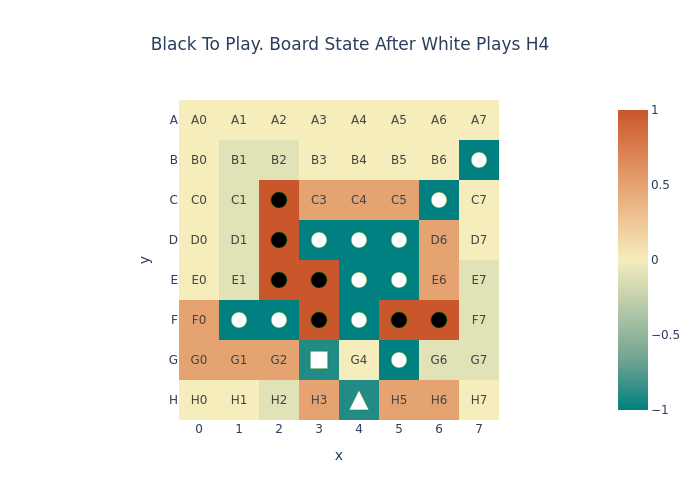 Black To Play. Board State After White Plays H4
A A0 A1 A2 A3 A4 A5 A6 A7
B B0 B1 B2 B3 B4 B5 B6
C C0 C1 C3 C4 C5 C7
D D0 D1 D6 D7
E E0 E1 E6 E7
F F0 F7
G G0 G1 G2 G4 G6 G7
H H0 H1 H2 H3 H5 H6 H7
0 1 2 3 4 5 6 7
x
y
1
0.5
0
−0.5
−1